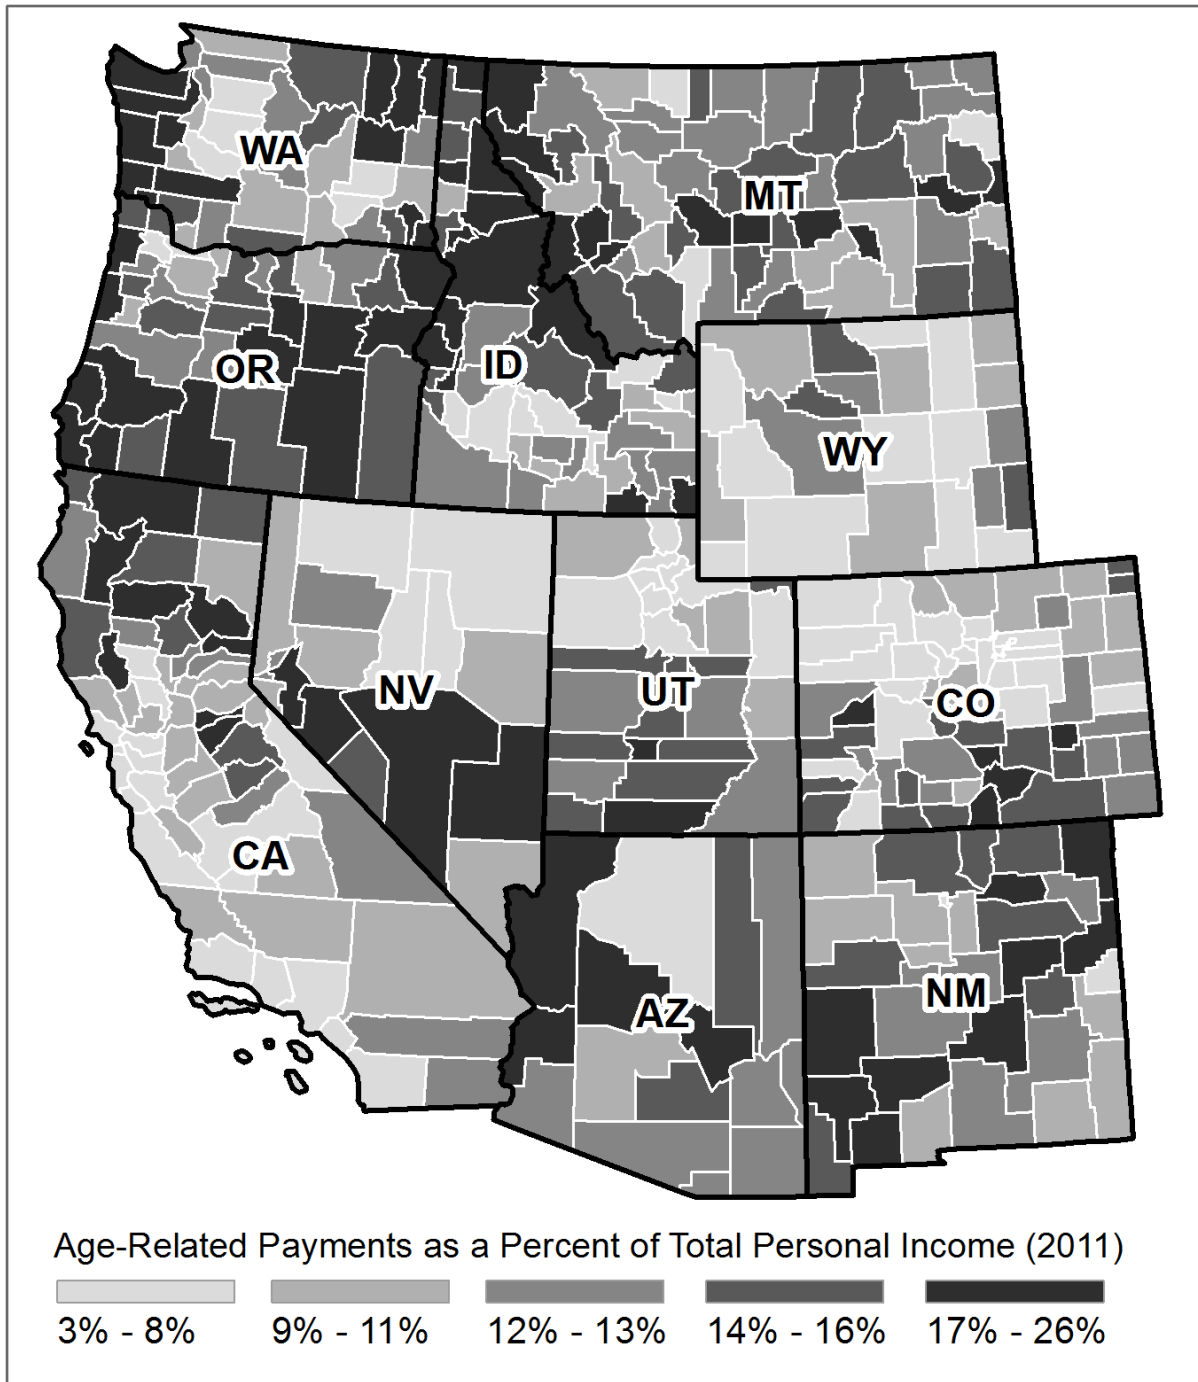 WA
MT
OR
ID
WY
NV
UT
CO
CA
AZ
NM
Age-Related Payments as a Percent of Total Personal Income (2011)
3% - 8%
9% - 11%
12% - 13%
14% - 16%
17% - 26%